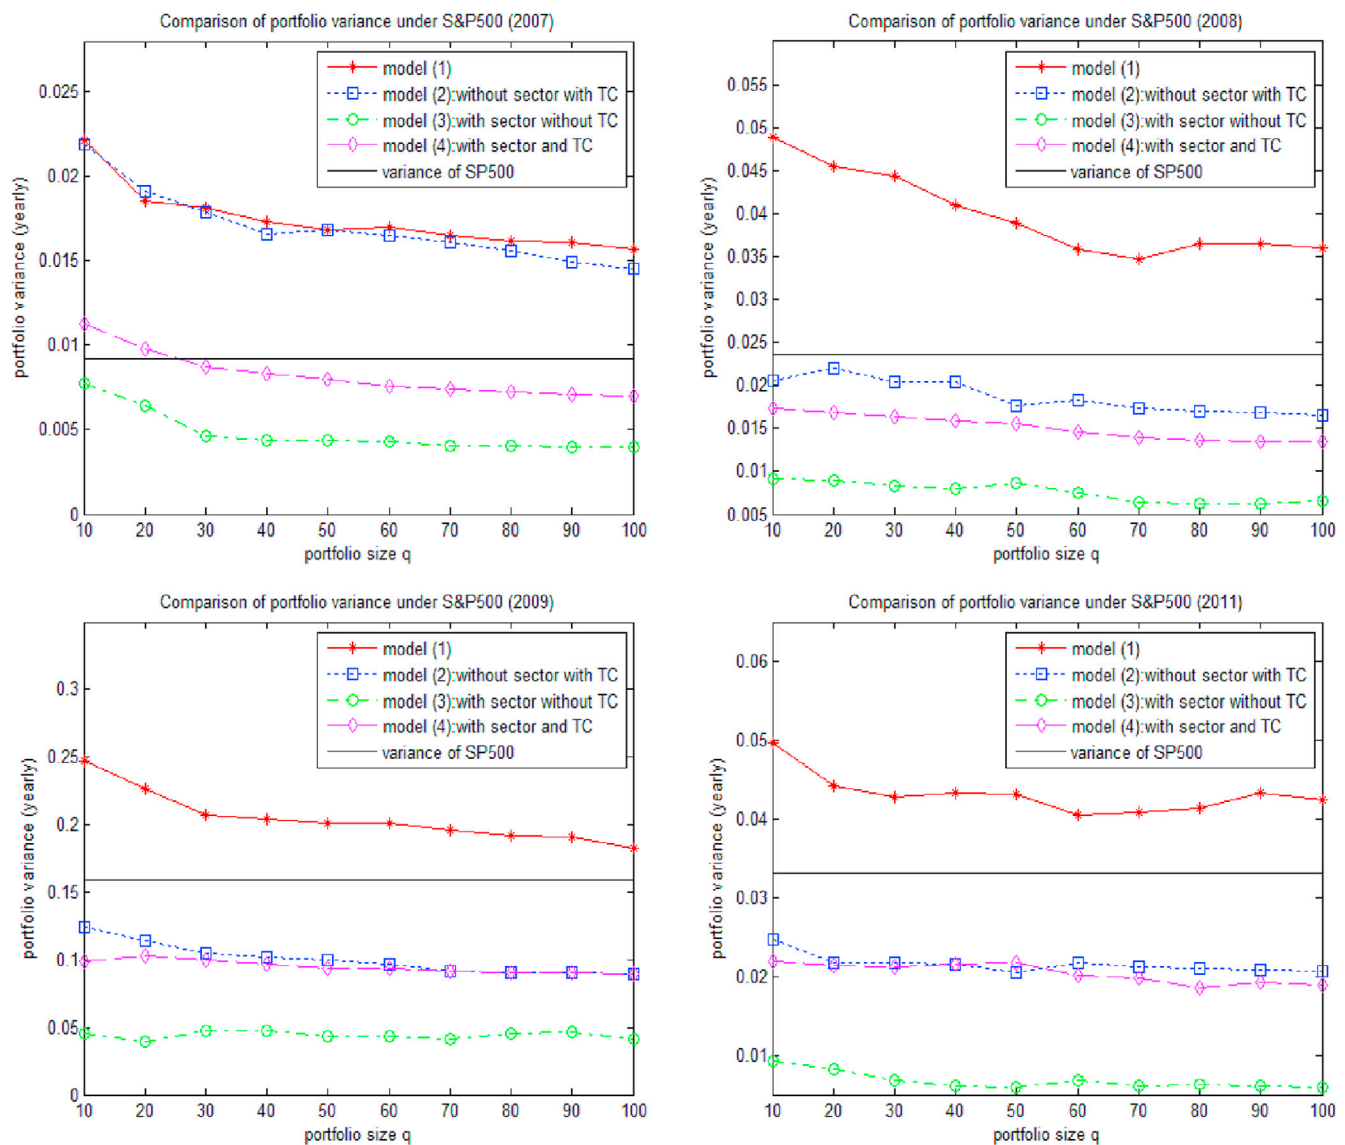 Comparison of portfolio variance under S&P500 (2007)
portfolio variance (yearly)
0.025
0.02
0.015
0.01
0.005
0
model (1)
model (2):without sector with TC
model (3):with sector without TC
model (4):with sector and TC
variance of SP500
10 20 30 40 50 60 70 80 90 100
portfolio size q
Comparison of portfolio variance under S&P500 (2008)
portfolio variance (yearly)
0.055
0.05
0.045
0.04
0.035
0.03
0.025
0.02
0.015
0.01
0.005
model (1)
model (2):without sector with TC
model (3):with sector without TC
model (4):with sector and TC
variance of SP500
10 20 30 40 50 60 70 80 90 100
portfolio size q
Comparison of portfolio variance under S&P500 (2009)
portfolio variance (yearly)
0.3
0.25
0.2
0.15
0.1
0.05
0
model (1)
model (2):without sector with TC
model (3):with sector without TC
model (4):with sector and TC
variance of SP500
10 20 30 40 50 60 70 80 90 100
portfolio size q
Comparison of portfolio variance under S&P500 (2011)
portfolio variance (yearly)
0.06
0.05
0.04
0.03
0.02
0.01
model (1)
model (2):without sector with TC
model (3):with sector without TC
model (4):with sector and TC
variance of SP500
10 20 30 40 50 60 70 80 90 100
portfolio size q